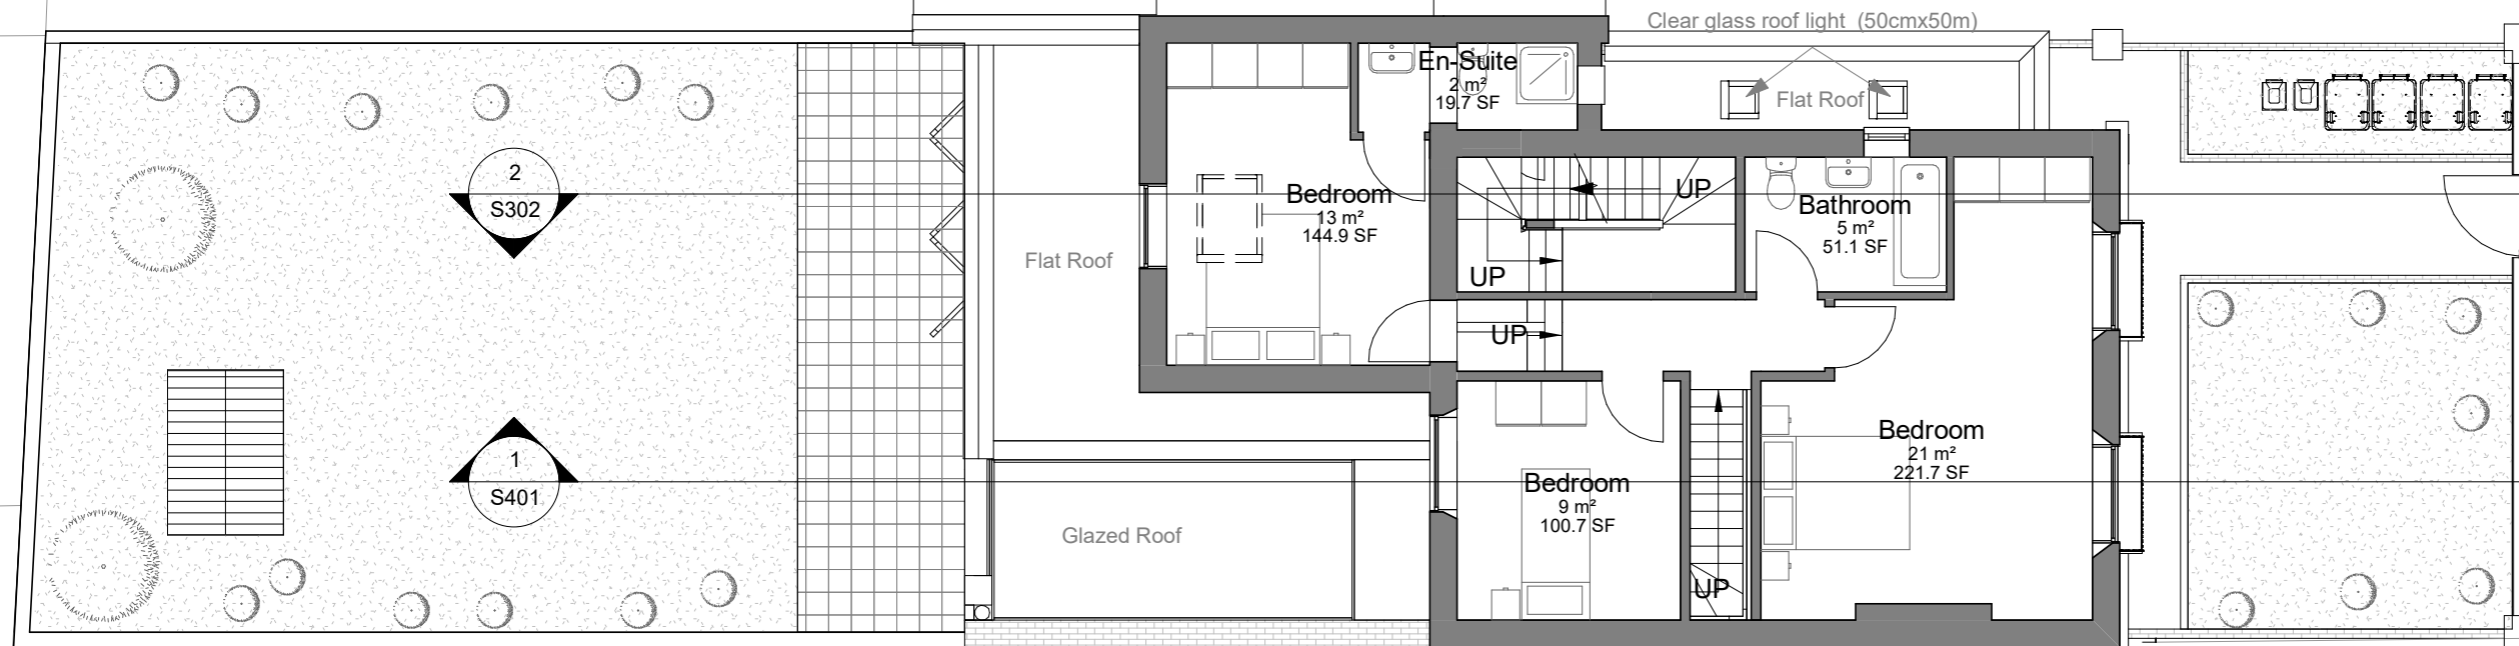 Clear glass roof light (50cmx50m)
En-Suite
2 m²
19.7 SF
Flat Roof
2
S302
Bedroom
13 m²
144.9 SF
UP
Bathroom
5 m²
51.1 SF
Flat Roof
UP
UP
1
S401
Bedroom
21 m²
221.7 SF
Bedroom
9 m²
100.7 SF
Glazed Roof
UP